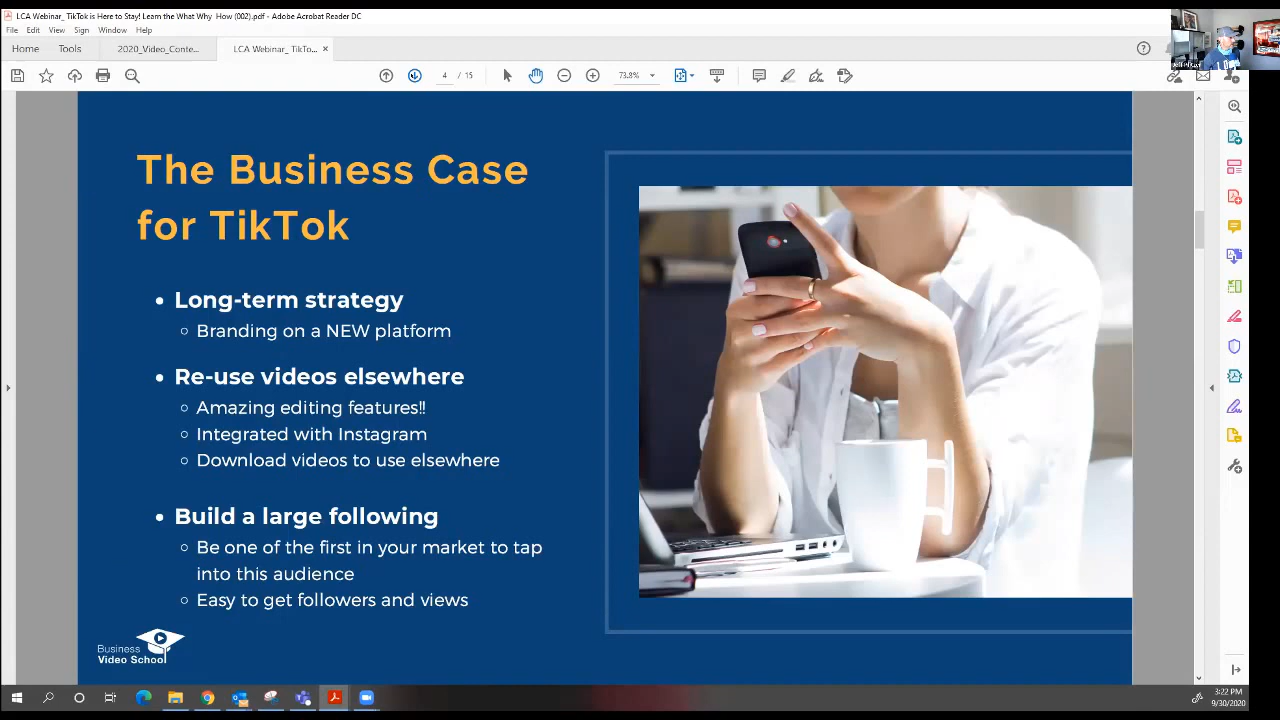 LCA Webinar_ TikTok is Here to Stay! Learn the What Why  How (002).pdf - Adobe Acrobat Reader DC
File Edit View Sign Window Help
Home Tools 2020_Video_Conte... LCA Webinar_ TikTo... ×
4 / 15 73.8%
The Business Case
for TikTok
• Long-term strategy
○ Branding on a NEW platform
• Re-use videos elsewhere
○ Amazing editing features!!
○ Integrated with Instagram
○ Download videos to use elsewhere
• Build a large following
○ Be one of the first in your market to tap
into this audience
○ Easy to get followers and views
Business
Video School
3:22 PM
9/30/2020